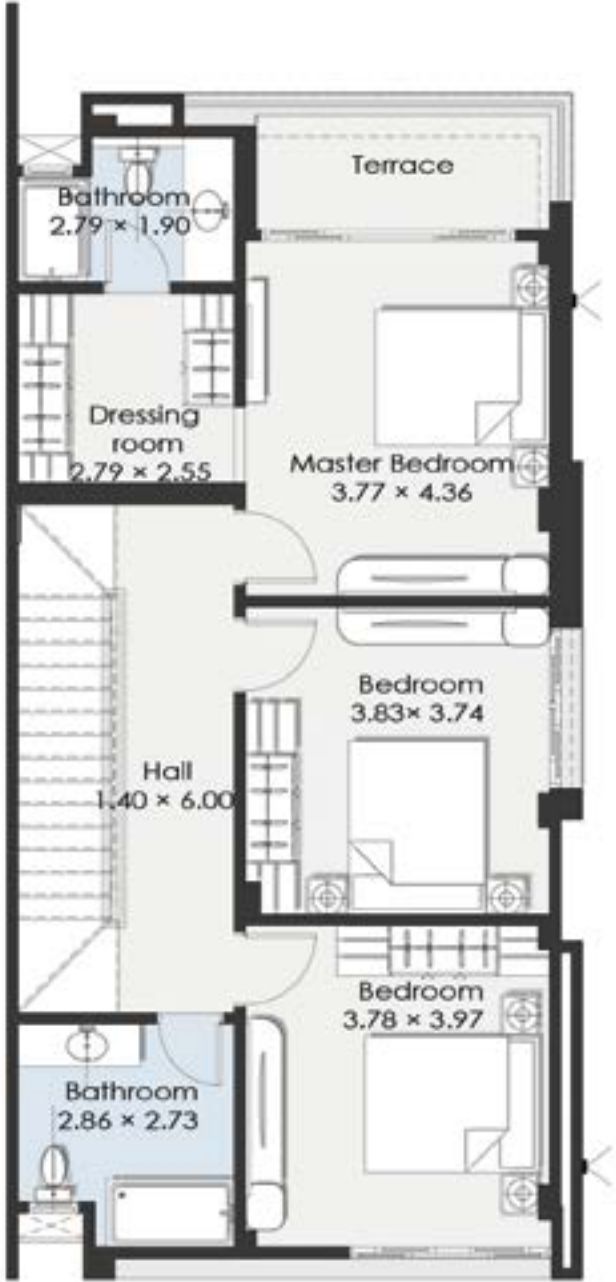 Terrace
Bathroom
2.79 × 1.90
Dressing
room
2.79 × 2.55
Master Bedroom
3.77 × 4.36
Bedroom
3.83× 3.74
Hall
1.40 × 6.00
Bedroom
3.78 × 3.97
Bathroom
2.86 × 2.73